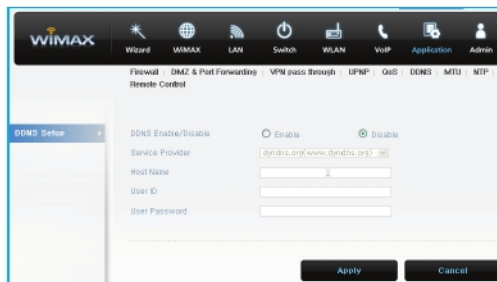 WiMAX
Wizard WiMAX LAN Switch WLAN VoIP Application Admin
Firewall | DMZ & Port Forwarding | VPN pass through | UPNP | QoS | DDNS | MTU | NTP |
Remote Control
DDNS Setup
DDNS Enable/Disable Enable Disable
Service Provider dyndns.org(www.dyndns.org)
Host Name
User ID
User Password
Apply Cancel